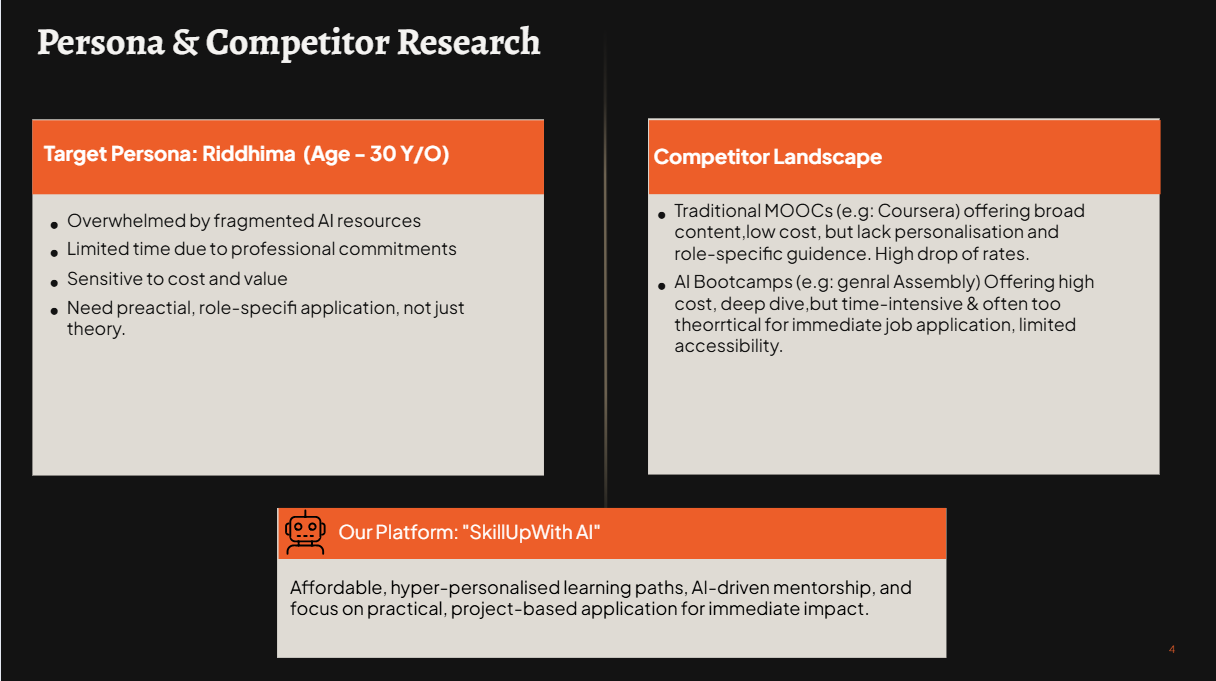 Persona & Competitor Research
Target Persona: Riddhima (Age - 30 Y/O)
• Overwhelmed by fragmented AI resources
• Limited time due to professional commitments
• Sensitive to cost and value
• Need preactial, role-specifi application, not just
theory.
Competitor Landscape
• Traditional MOOCs (e.g: Coursera) offering broad
content,low cost, but lack personalisation and
role-specific guidence. High drop of rates.
• AI Bootcamps (e.g: genral Assembly) Offering high
cost, deep dive,but time-intensive & often too
theorrtical for immediate job application, limited
accessibility.
Our Platform: "SkillUpWith AI"
Affordable, hyper-personalised learning paths, AI-driven mentorship, and
focus on practical, project-based application for immediate impact.
4